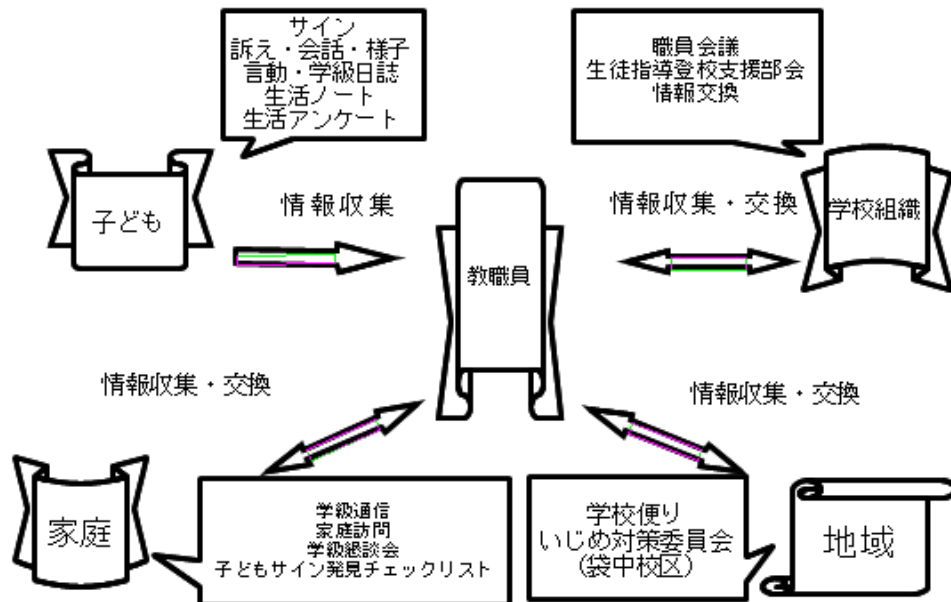 サイン
訴え・会話・様子
言動・学級日誌
生活ノート
生活アンケート
職員会議
生徒指導登校支援部会
情報交換
子ども
情報収集
教職員
情報収集・交換
学校組織
情報収集・交換
情報収集・交換
家庭
学級通信
家庭訪問
学級懇談会
子どもサイン発見チェックリスト
学校便り
いじめ対策委員会
(袋中校区)
地域